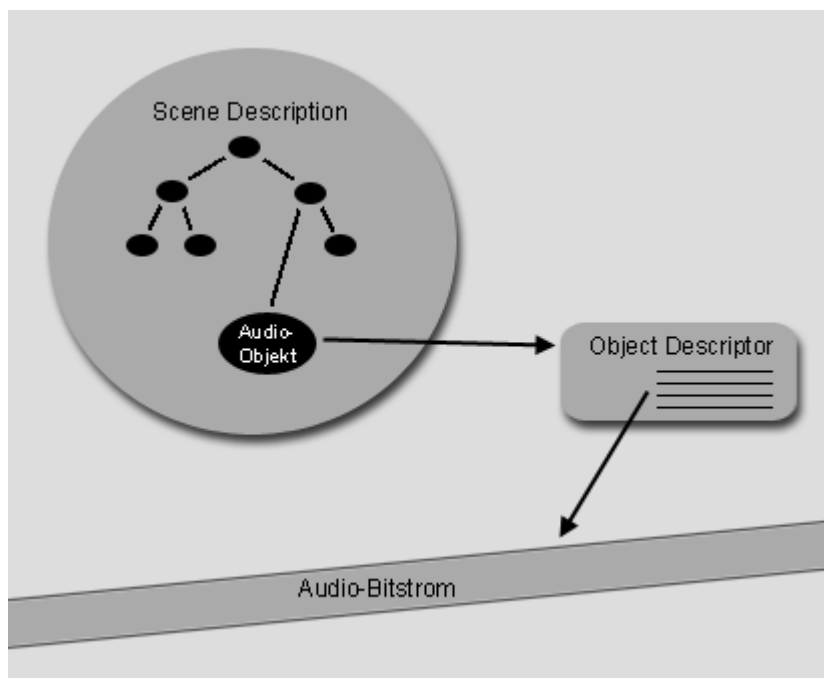 Scene Description
Audio-
Objekt
Object Descriptor
Audio-Bitstrom